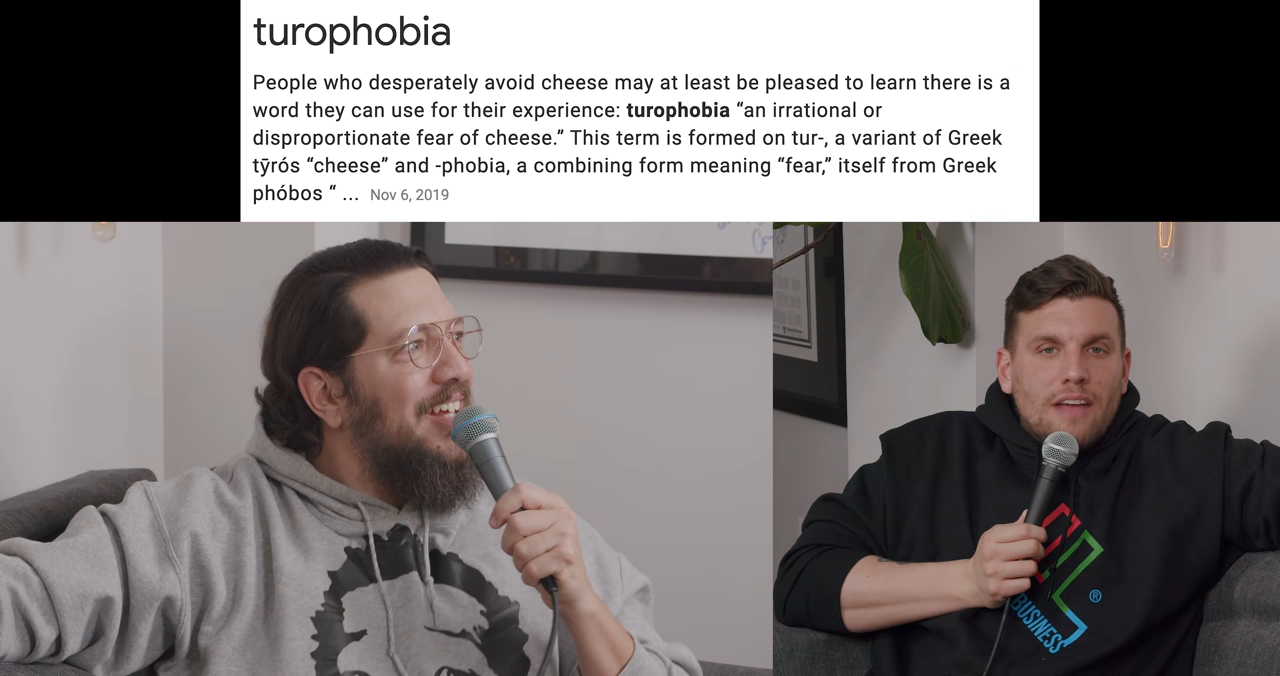 turophobia
People who desperately avoid cheese may at least be pleased to learn there is a
word they can use for their experience: turophobia “an irrational or
disproportionate fear of cheese.” This term is formed on tur-, a variant of Greek
tȳrós “cheese” and -phobia, a combining form meaning “fear,” itself from Greek
phóbos “ ... Nov 6, 2019
®
BUSINESS